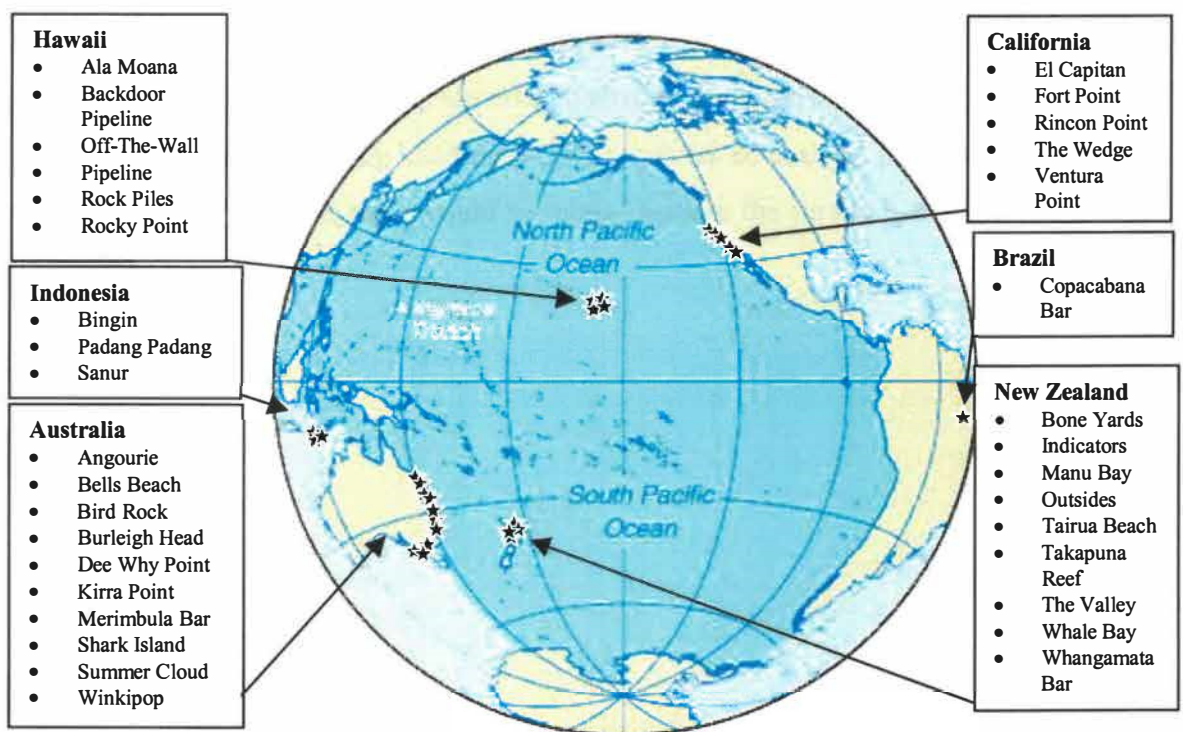 Hawaii
• Ala Moana
• Backdoor
Pipeline
• Off-The-Wall
• Pipeline
• Rock Piles
• Rocky Point
Indonesia
• Bingin
• Padang Padang
• Sanur
Australia
• Angourie
• Bells Beach
• Bird Rock
• Burleigh Head
• Dee Why Point
• Kirra Point
• Merimbula Bar
• Shark Island
• Summer Cloud
• Winkipop
North Pacific
Ocean
South Pacific
Ocean
California
• El Capitan
• Fort Point
• Rincon Point
• The Wedge
• Ventura
Point
Brazil
• Copacabana
Bar
New Zealand
• Bone Yards
• Indicators
• Manu Bay
• Outsides
• Tairua Beach
• Takapuna
Reef
• The Valley
• Whale Bay
• Whangamata
Bar